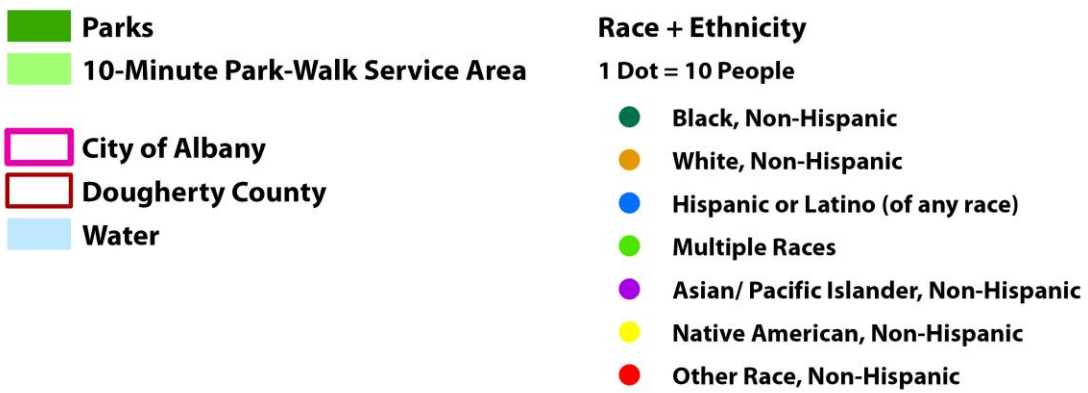 Parks
10-Minute Park-Walk Service Area
City of Albany
Dougherty County
Water
Race + Ethnicity
1 Dot = 10 People
Black, Non-Hispanic
White, Non-Hispanic
Hispanic or Latino (of any race)
Multiple Races
Asian/ Pacific Islander, Non-Hispanic
Native American, Non-Hispanic
Other Race, Non-Hispanic